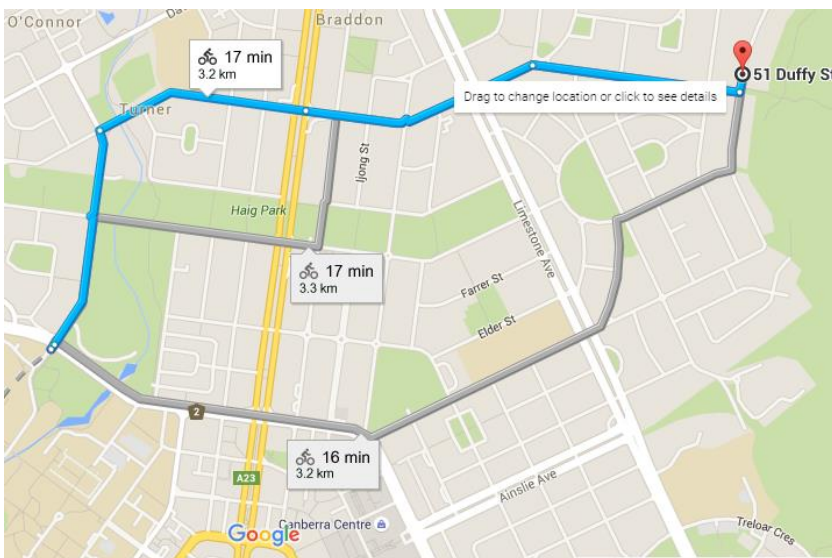 O'Connor
Braddon
17 min
3.2 km
51 Duffy St
Drag to change location or click to see details
Turner
Ijong St
Haig Park
Limestone Ave
17 min
3.3 km
Farrer St
Elder St
2
16 min
3.2 km
A23
Ainslie Ave
Google
Canberra Centre
Treloar Cres